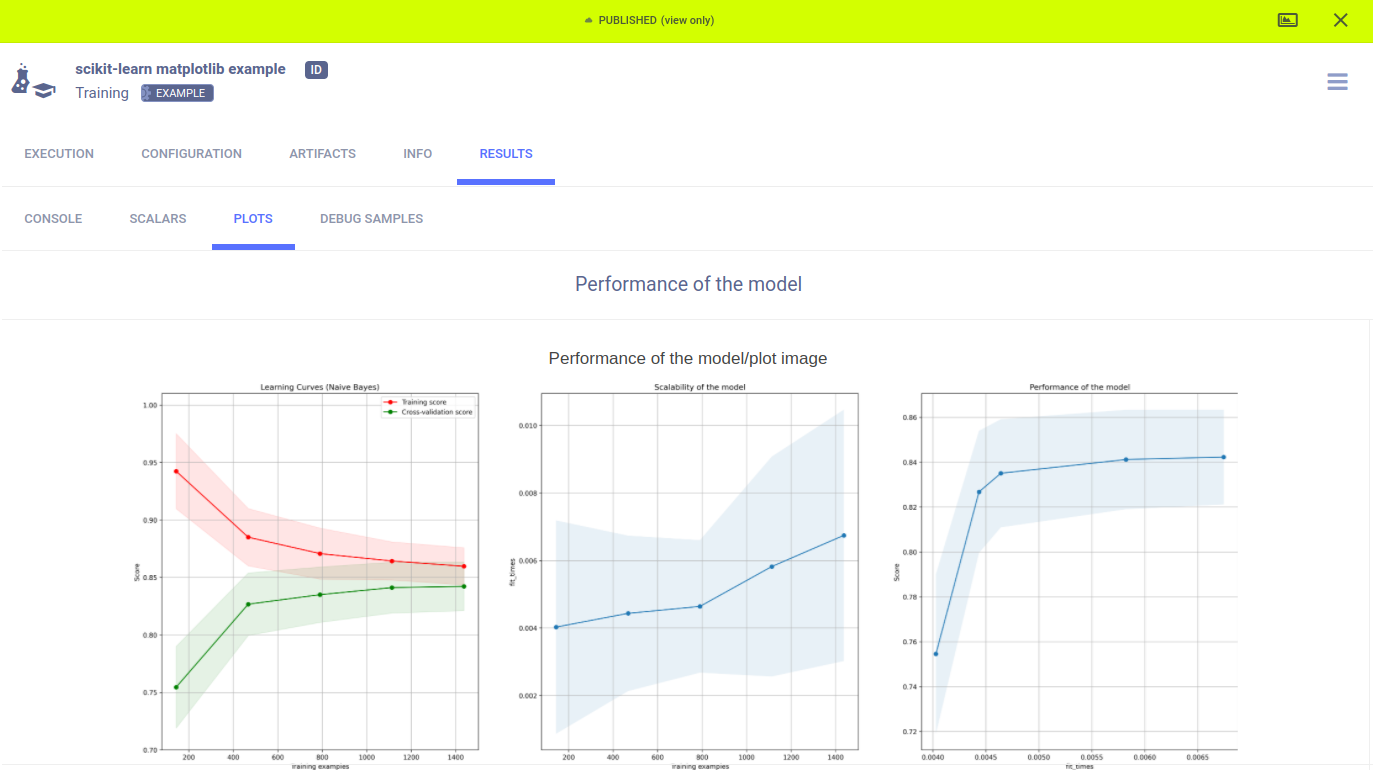 PUBLISHED (view only)
scikit-learn matplotlib example ID
Training EXAMPLE
EXECUTION CONFIGURATION ARTIFACTS INFO RESULTS
CONSOLE SCALARS PLOTS DEBUG SAMPLES
Performance of the model
Performance of the model/plot image
Learning Curves (Naive Bayes)
Training score
Cross-validation score
1.00
0.95
0.90
0.85
0.80
0.75
0.70
Score
200 400 600 800 1000 1200 1400
Training examples
Scalability of the model
0.010
0.008
0.006
0.004
0.002
fit_times
200 400 600 800 1000 1200 1400
Training examples
Performance of the model
0.86
0.84
0.82
0.80
0.78
0.76
0.74
0.72
Score
0.0040 0.0045 0.0050 0.0055 0.0060 0.0065
fit_times